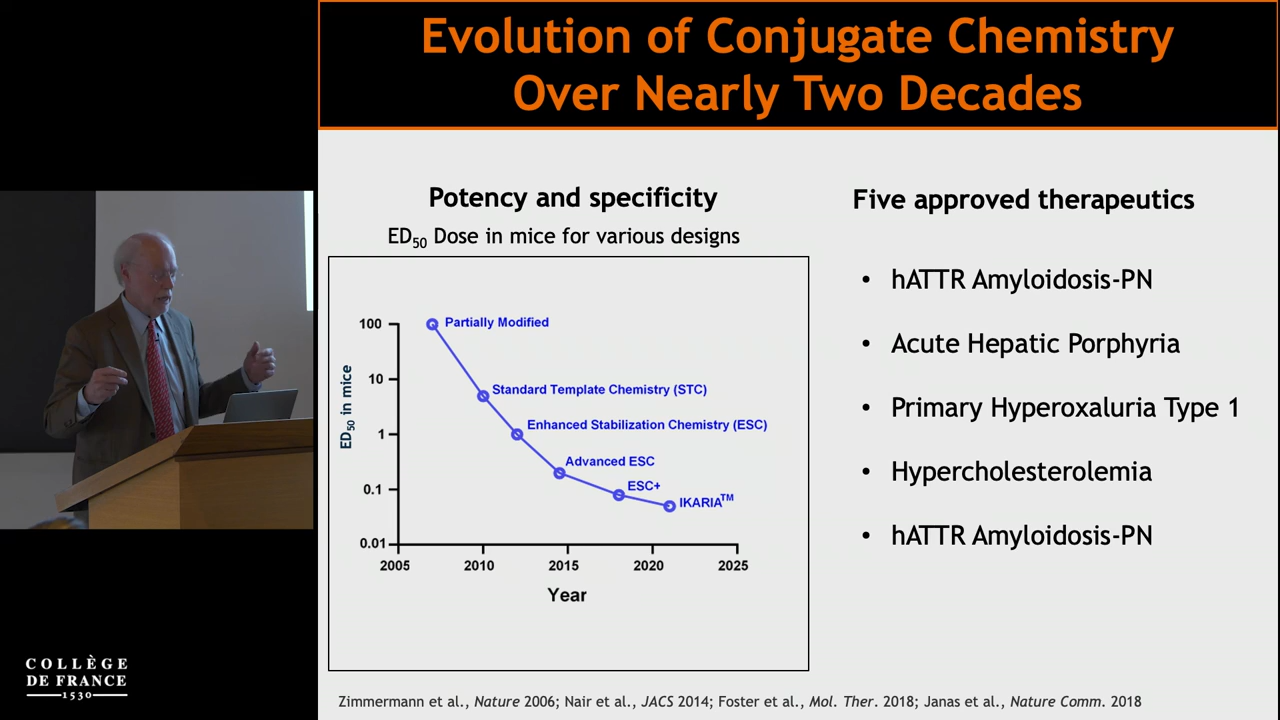 Evolution of Conjugate Chemistry
Over Nearly Two Decades
Potency and specificity
ED50 Dose in mice for various designs
ED50 in mice
100
10
1
0.1
0.01
Partially Modified
Standard Template Chemistry (STC)
Enhanced Stabilization Chemistry (ESC)
Advanced ESC
ESC+
IKARIA™
2005 2010 2015 2020 2025
Year
Five approved therapeutics
• hATTR Amyloidosis-PN
• Acute Hepatic Porphyria
• Primary Hyperoxaluria Type 1
• Hypercholesterolemia
• hATTR Amyloidosis-PN
Zimmermann et al., Nature 2006; Nair et al., JACS 2014; Foster et al., Mol. Ther. 2018; Janas et al., Nature Comm. 2018
COLLÈGE
DE FRANCE
1530